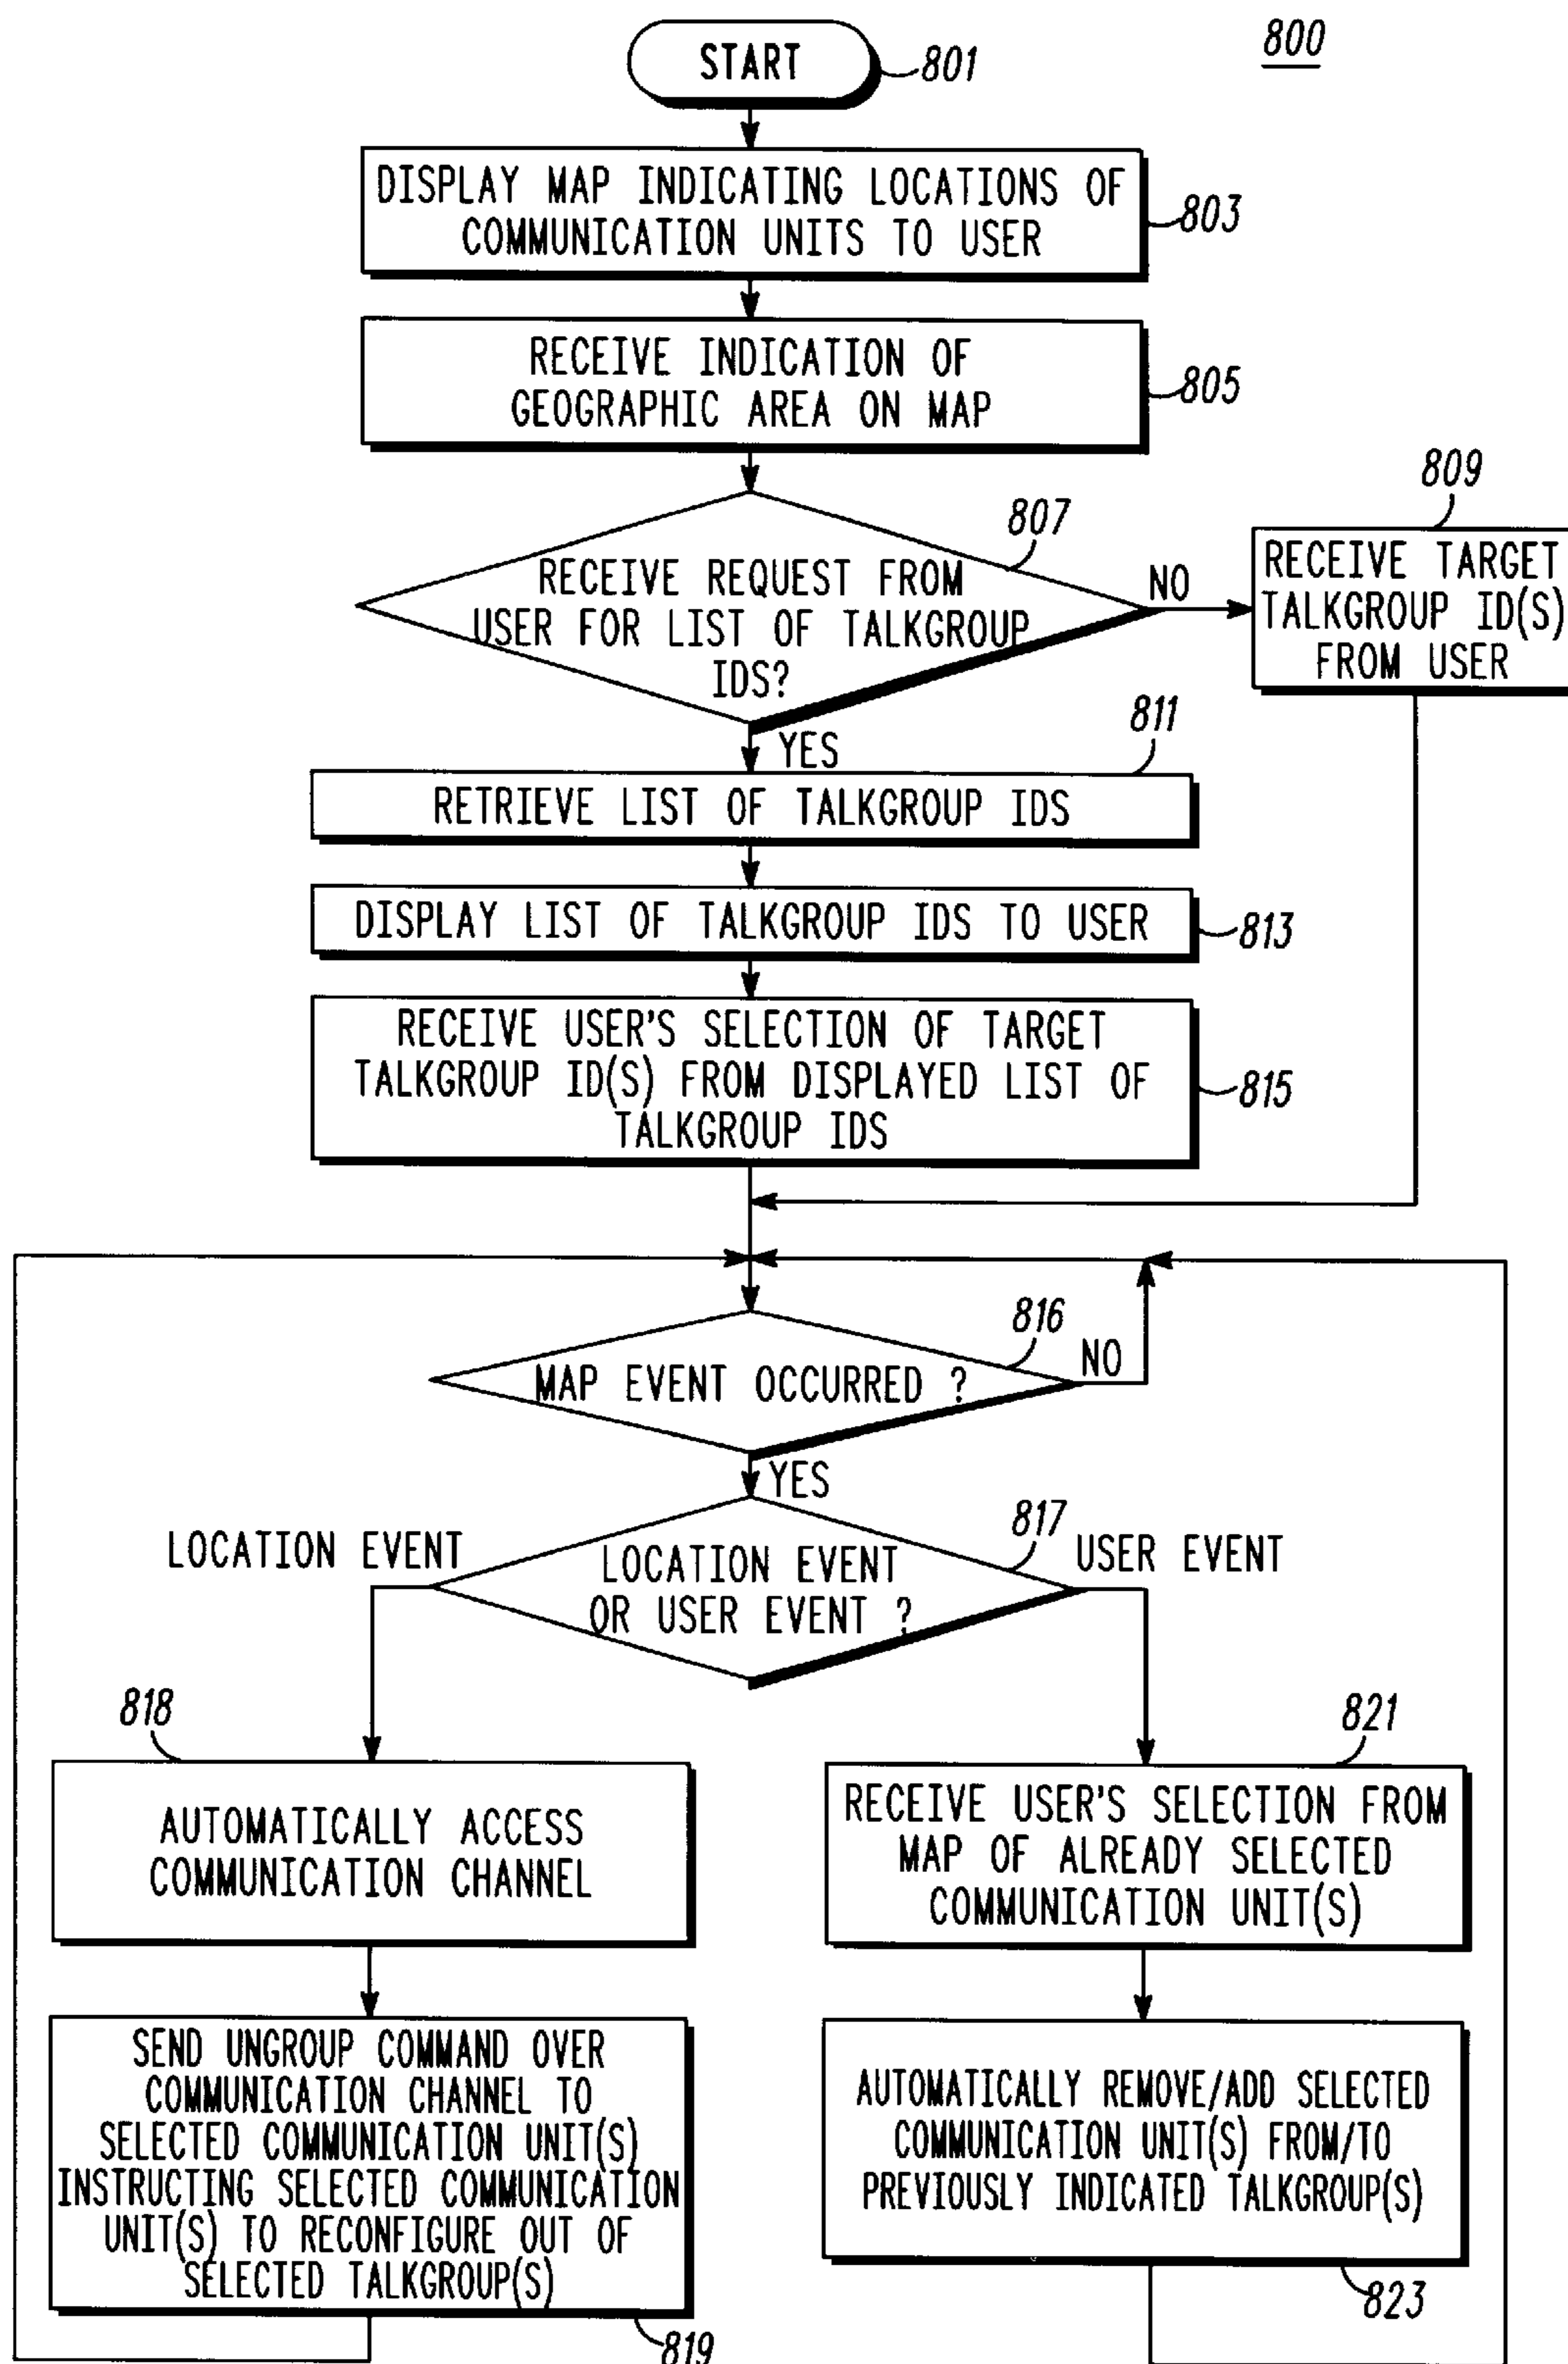 800
START
801
DISPLAY MAP INDICATING LOCATIONS OF
COMMUNICATION UNITS TO USER
803
RECEIVE INDICATION OF
GEOGRAPHIC AREA ON MAP
805
807
RECEIVE REQUEST FROM
USER FOR LIST OF TALKGROUP
IDS?
NO
809
RECEIVE TARGET
TALKGROUP ID(S)
FROM USER
YES
811
RETRIEVE LIST OF TALKGROUP IDS
DISPLAY LIST OF TALKGROUP IDS TO USER
813
RECEIVE USER'S SELECTION OF TARGET
TALKGROUP ID(S) FROM DISPLAYED LIST OF
TALKGROUP IDS
815
816
MAP EVENT OCCURRED ?
NO
YES
817
LOCATION EVENT
LOCATION EVENT
OR USER EVENT ?
USER EVENT
818
AUTOMATICALLY ACCESS
COMMUNICATION CHANNEL
821
RECEIVE USER'S SELECTION FROM
MAP OF ALREADY SELECTED
COMMUNICATION UNIT(S)
SEND UNGROUP COMMAND OVER
COMMUNICATION CHANNEL TO
SELECTED COMMUNICATION UNIT(S)
INSTRUCTING SELECTED COMMUNICATION
UNIT(S) TO RECONFIGURE OUT OF
SELECTED TALKGROUP(S)
819
AUTOMATICALLY REMOVE/ADD SELECTED
COMMUNICATION UNIT(S) FROM/TO
PREVIOUSLY INDICATED TALKGROUP(S)
823